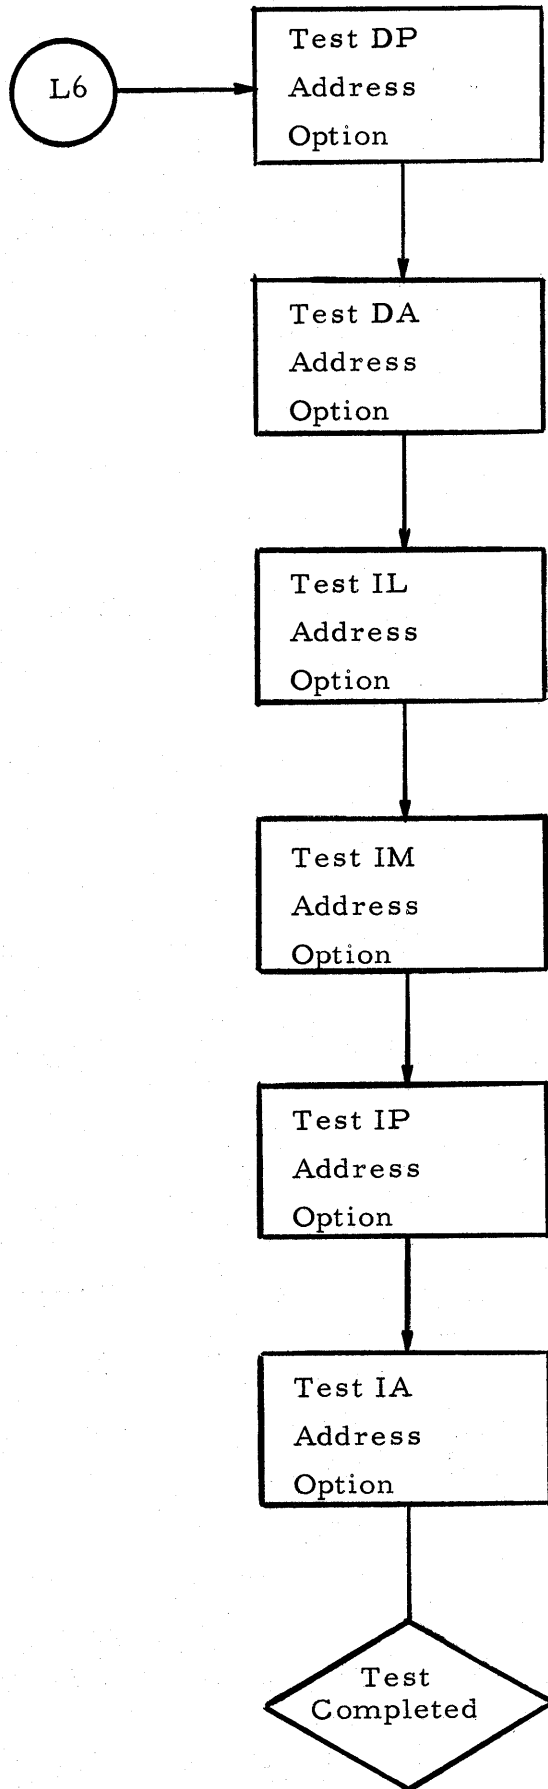 L6
Test DP
Address
Option
Test DA
Address
Option
Test IL
Address
Option
Test IM
Address
Option
Test IP
Address
Option
Test IA
Address
Option
Test
Completed